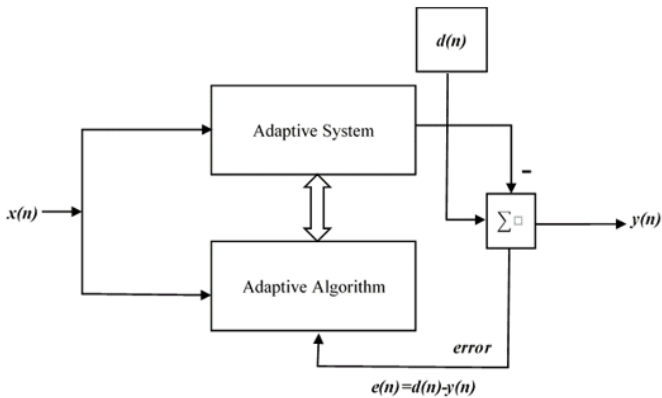 d(n)
Adaptive System
x(n)
–
∑□
y(n)
Adaptive Algorithm
error
e(n)=d(n)-y(n)